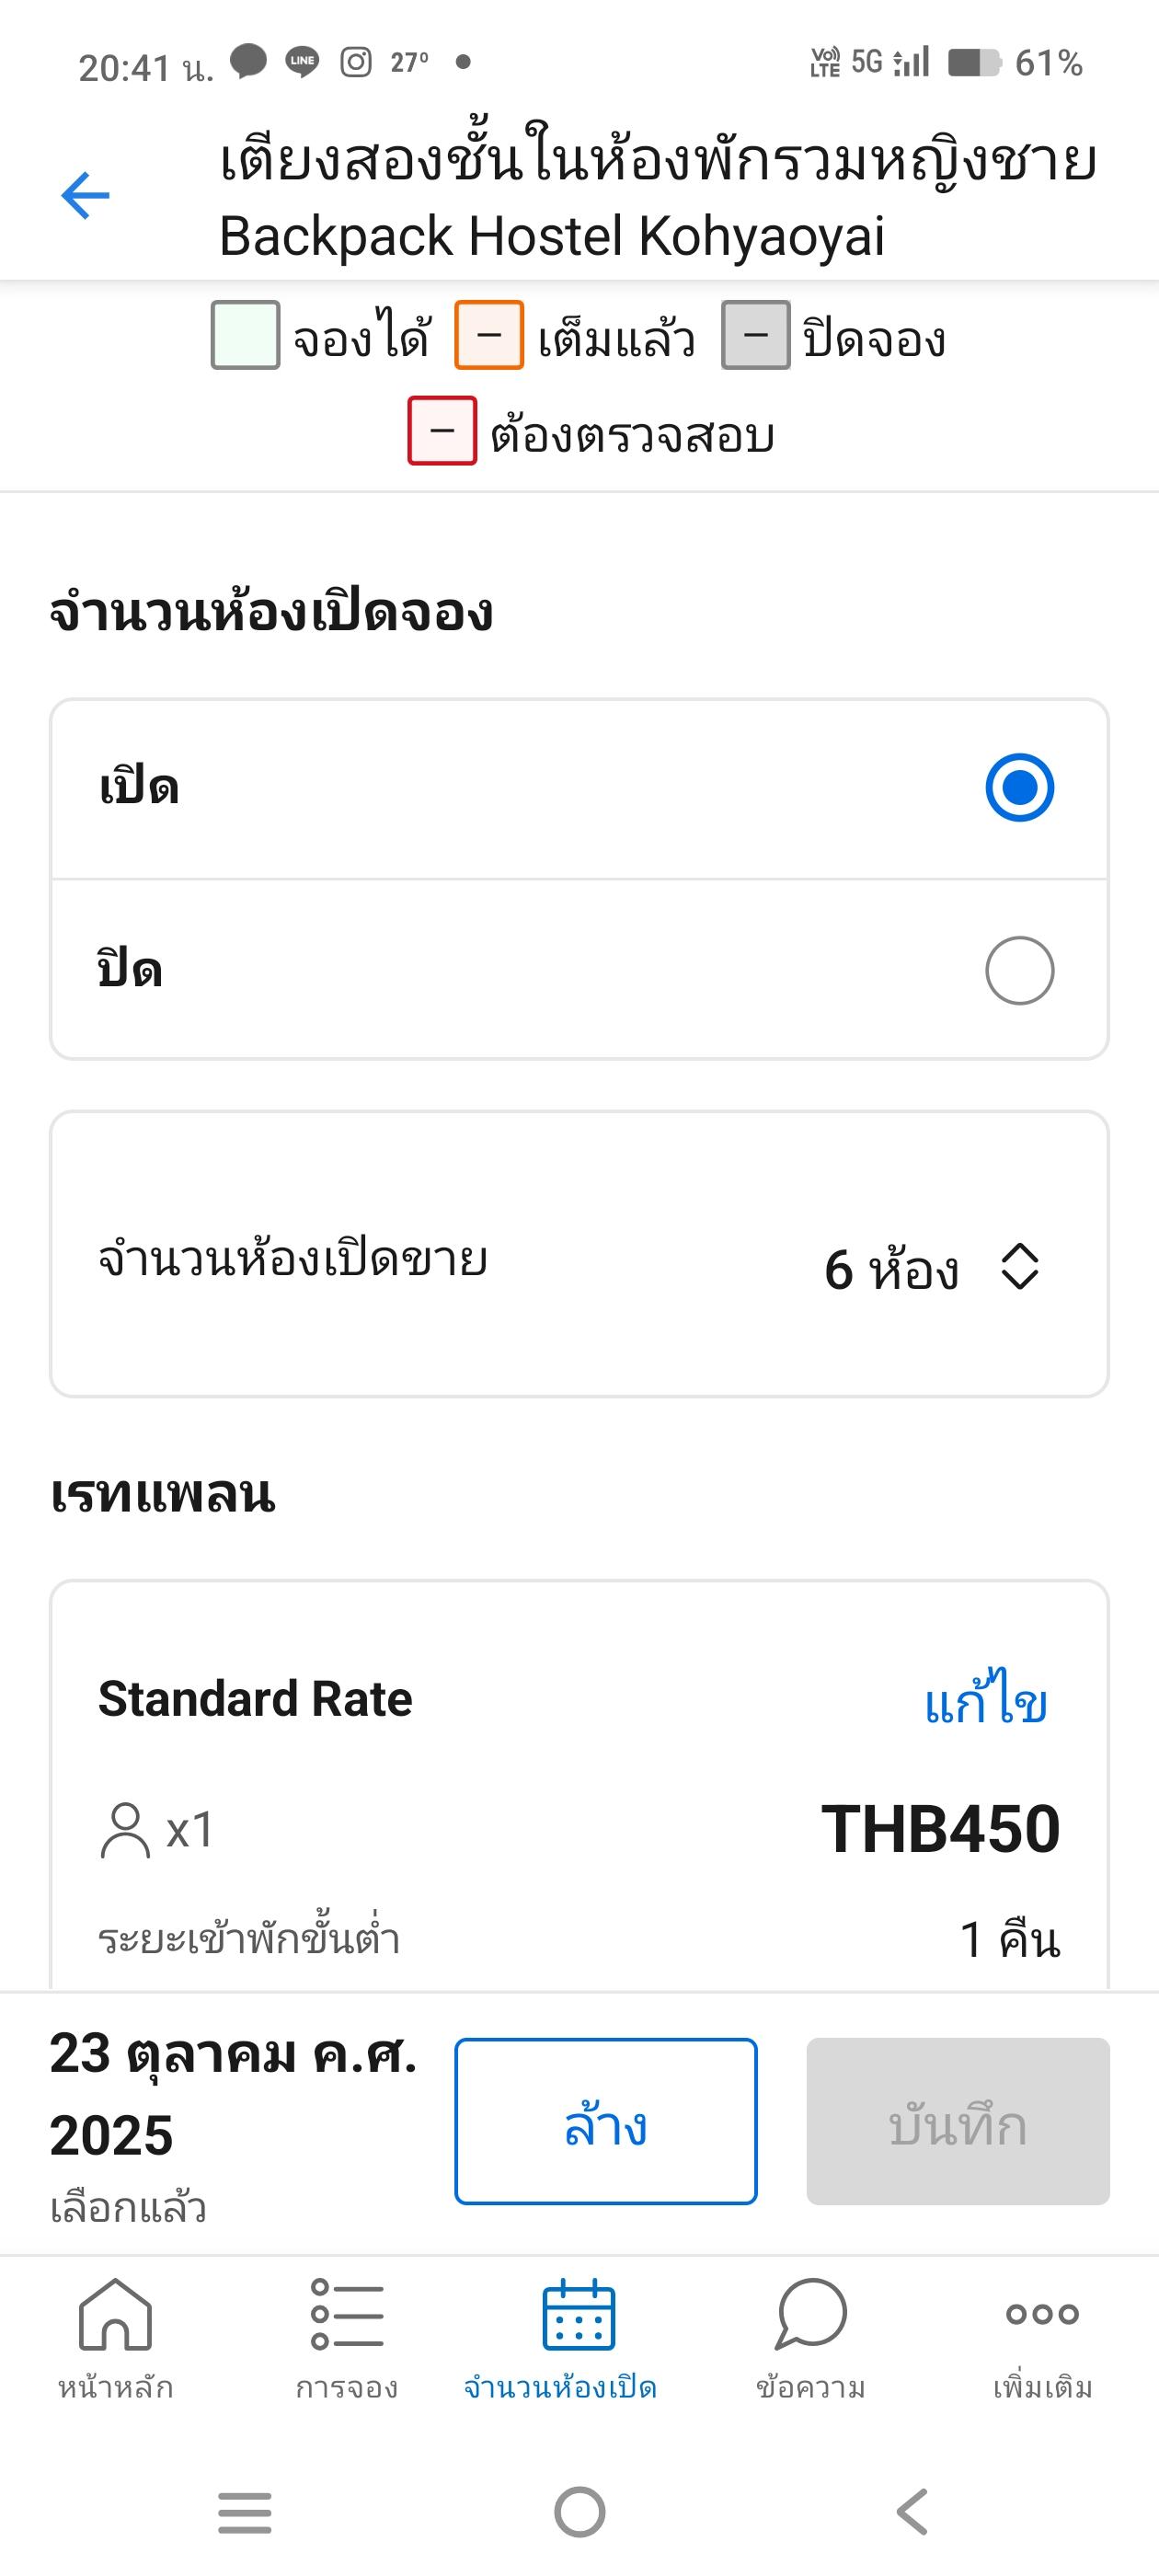 20:41 น. LINE 27⁰ Vo) LTE 5G 61%
เตียงสองชั้นในห้องพักรวมหญิงชาย
Backpack Hostel Kohyaoyai
จองได้ – เต็มแล้ว – ปิดจอง
– ต้องตรวจสอบ
จำนวนห้องเปิดจอง
เปิด
ปิด
จำนวนห้องเปิดขาย 6 ห้อง
เรทแพลน
Standard Rate แก้ไข
x1 THB450
ระยะเข้าพักขั้นต่ำ 1 คืน
23 ตุลาคม ค.ศ.
2025
เลือกแล้ว
ล้าง บันทึก
หน้าหลัก การจอง จำนวนห้องเปิด ข้อความ เพิ่มเติม